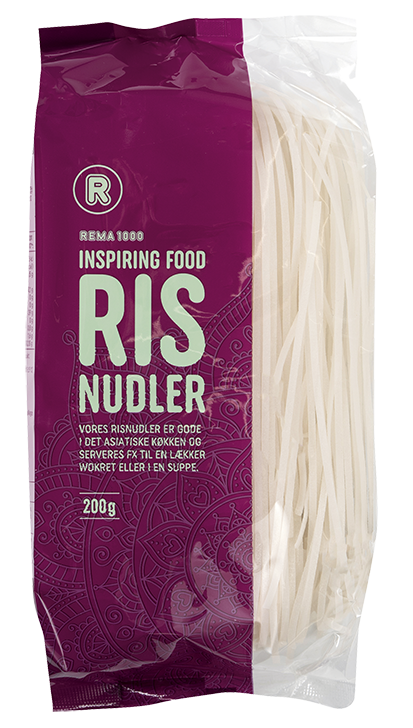 R
REMA 1000
INSPIRING FOOD
RIS
NUDLER
VORES RISNUDLER ER GODE
I DET ASIATISKE KØKKEN OG
SERVERES FX TIL EN LÆKKER
WOKRET ELLER I EN SUPPE.
200g